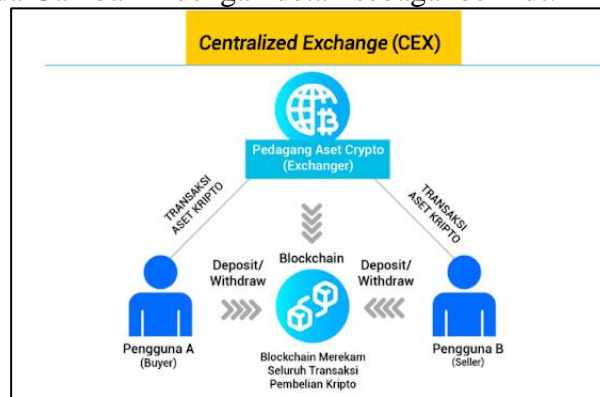 Centralized Exchange (CEX)
Pedagang Aset Crypto
(Exchanger)
TRANSAKSI
ASET KRIPTO
TRANSAKSI
ASET KRIPTO
Deposit/
Withdraw
Blockchain
Deposit/
Withdraw
Pengguna A
(Buyer)
Blockchain Merekam
Seluruh Transaksi
Pembelian Kripto
Pengguna B
(Seller)